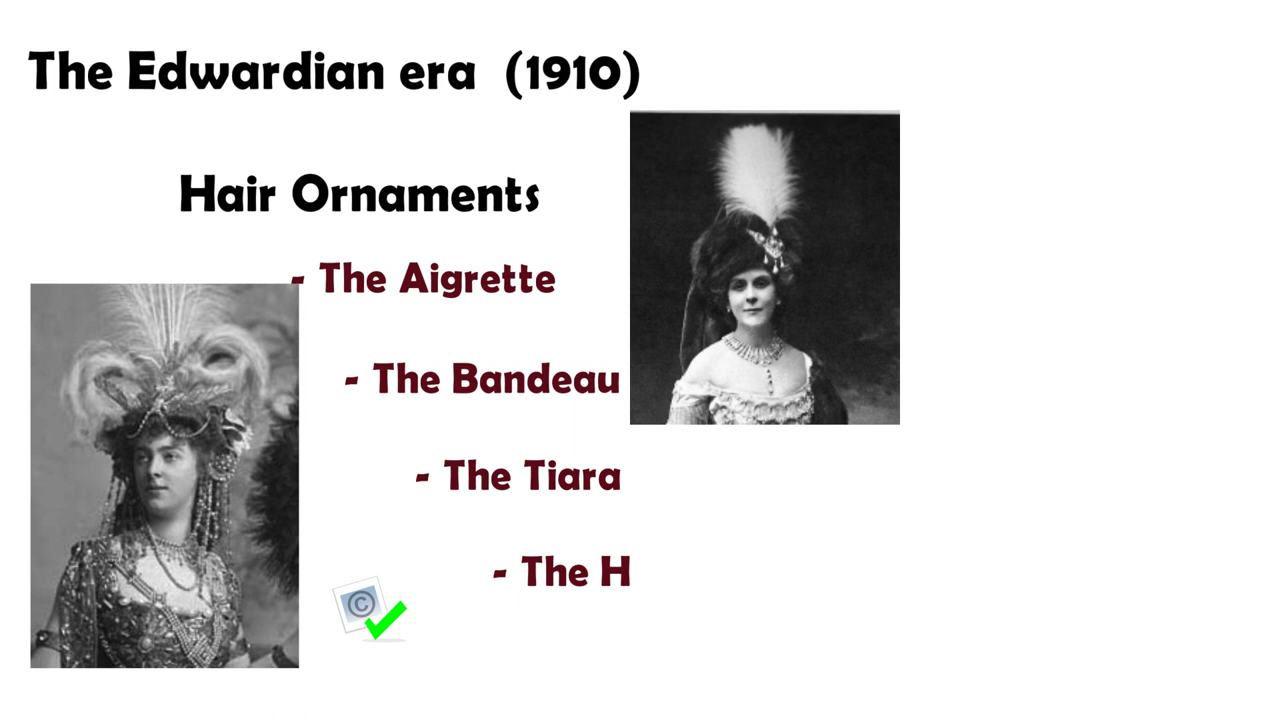 The Edwardian era (1910)
Hair Ornaments
- The Aigrette
- The Bandeau
- The Tiara
- The H
©